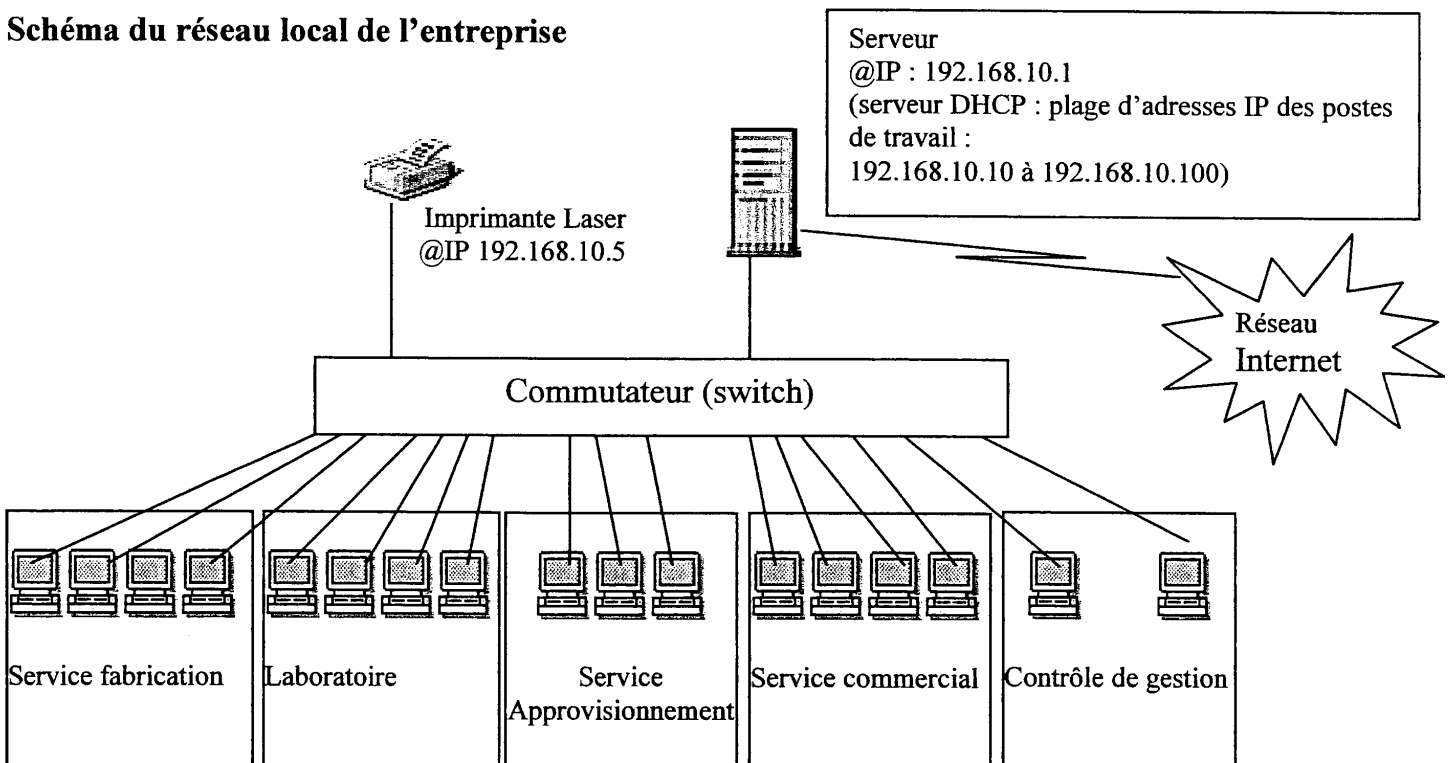 Schéma du réseau local de l’entreprise
Serveur
@IP : 192.168.10.1
(serveur DHCP : plage d’adresses IP des postes
de travail :
192.168.10.10 à 192.168.10.100)
Imprimante Laser
@IP 192.168.10.5
Réseau
Internet
Commutateur (switch)
Service fabrication
Laboratoire
Service
Approvisionnement
Service commercial
Contrôle de gestion